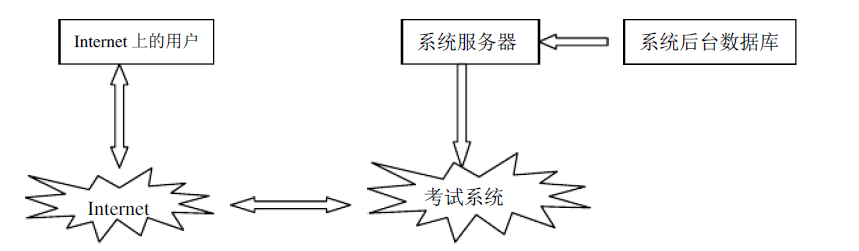 Internet 上的用户
系统服务器
系统后台数据库
Internet
考试系统